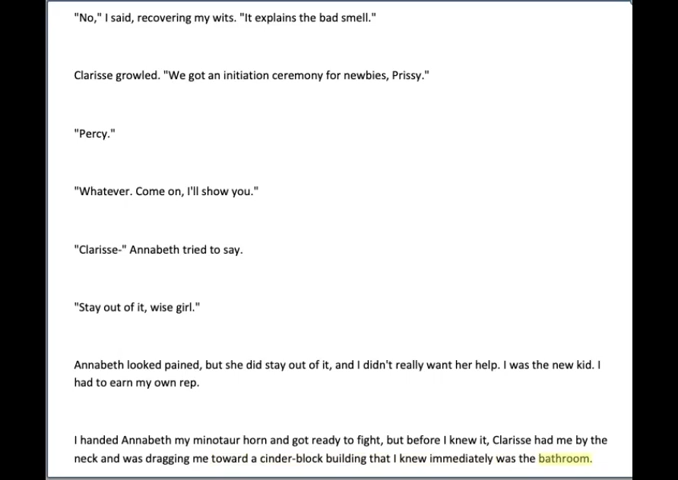 "No," I said, recovering my wits. "It explains the bad smell."
Clarisse growled. "We got an initiation ceremony for newbies, Prissy."
"Percy."
"Whatever. Come on, I'll show you."
"Clarisse-" Annabeth tried to say.
"Stay out of it, wise girl."
Annabeth looked pained, but she did stay out of it, and I didn't really want her help. I was the new kid. I
had to earn my own rep.
I handed Annabeth my minotaur horn and got ready to fight, but before I knew it, Clarisse had me by the
neck and was dragging me toward a cinder-block building that I knew immediately was the bathroom.